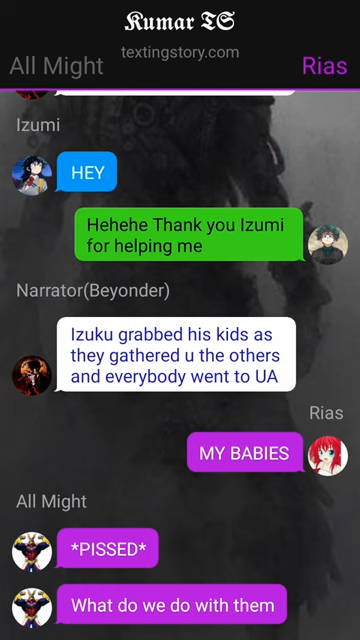 𝕶umar 𝕿𝕾
textingstory.com
All Might
Rias
Izumi
HEY
Hehehe Thank you Izumi
for helping me
Narrator(Beyonder)
Izuku grabbed his kids as
they gathered u the others
and everybody went to UA
Rias
MY BABIES
All Might
*PISSED*
What do we do with them